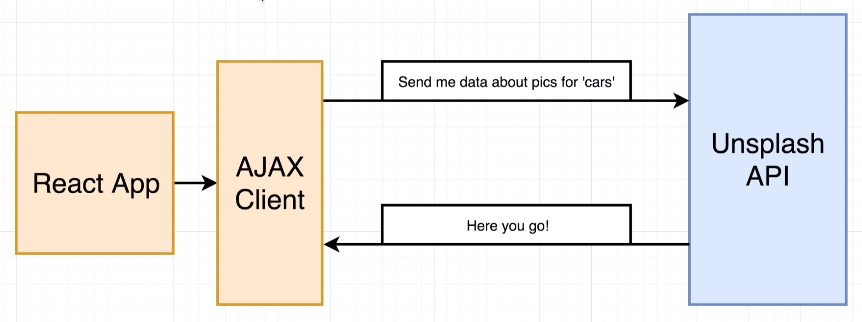 Send me data about pics for 'cars'
React App
AJAX
Client
Unsplash
API
Here you go!